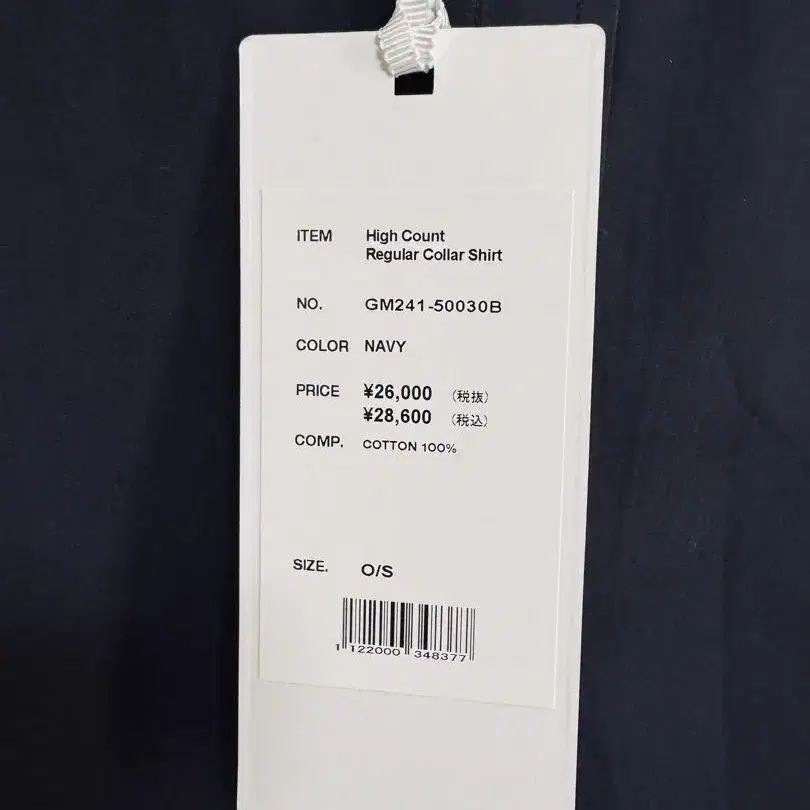 ITEM High Count
Regular Collar Shirt
NO. GM241-50030B
COLOR NAVY
PRICE ¥26,000 (税抜)
¥28,600 (税込)
COMP. COTTON 100%
SIZE. O/S
1 122000 348377